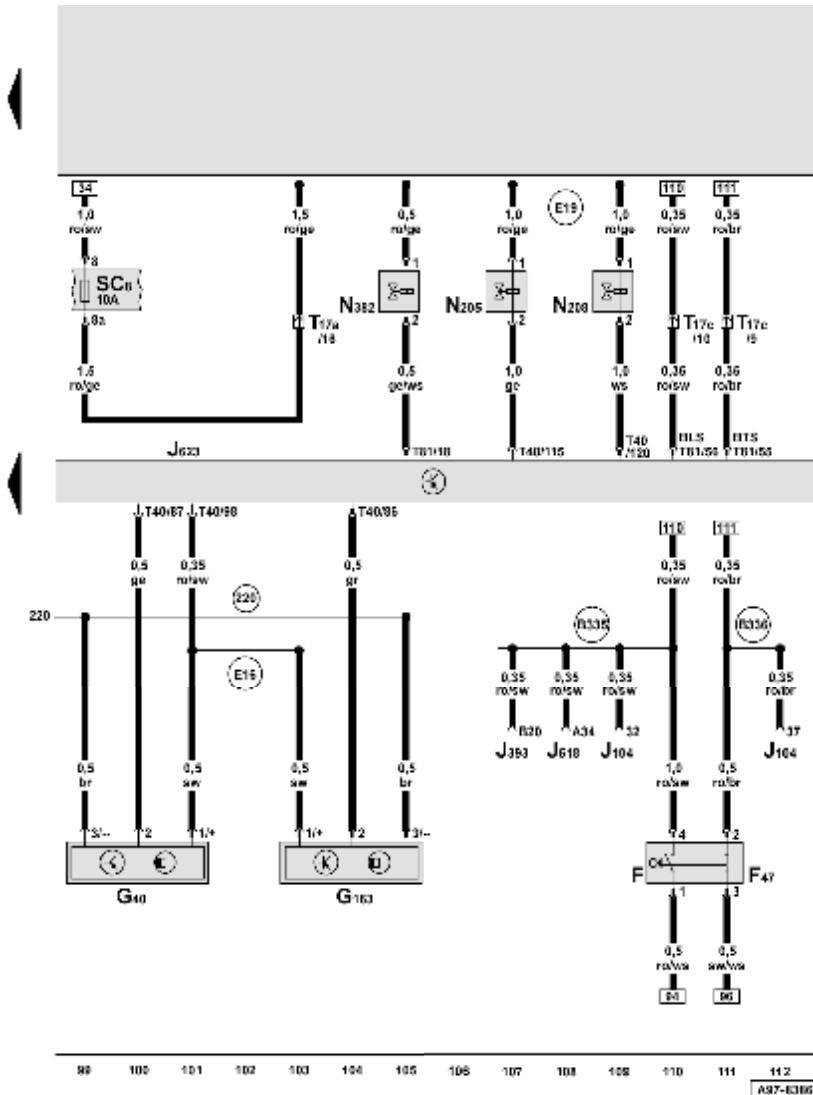 34
110
111
1,0
ro/sw
1,5
ro/ge
0,5
ro/ge
1,0
ro/ge
E19
1,0
ro/ge
0,35
ro/sw
0,35
ro/br
8
1
1
1
SC8
10A
N382
N205
N208
8a
T17a
/16
2
2
2
T17c
/10
T17c
/9
1,5
ro/ge
0,5
ge/ws
1,0
ge
1,0
ws
0,35
ro/sw
0,35
ro/br
J623
T81/18
T40/115
T40
/120
BLS
T81/56
BTS
T81/55
T40/87
T40/98
T40/86
110
111
0,5
ge
0,35
ro/sw
0,5
gr
0,35
ro/sw
0,35
ro/br
220
220
B335
B336
E16
0,35
ro/sw
0,35
ro/sw
0,35
ro/sw
0,35
ro/br
B20
A34
32
37
J393
J618
J104
J104
0,5
br
0,5
sw
0,5
sw
0,5
br
1,0
ro/sw
0,5
ro/br
3/--
2
1/+
1/+
2
3/--
4
2
G40
G163
F
F47
1
3
0,5
ro/ws
0,5
sw/ws
94
96
99 100 101 102 103 104 105 106 107 108 109 110 111 112
A97-8386